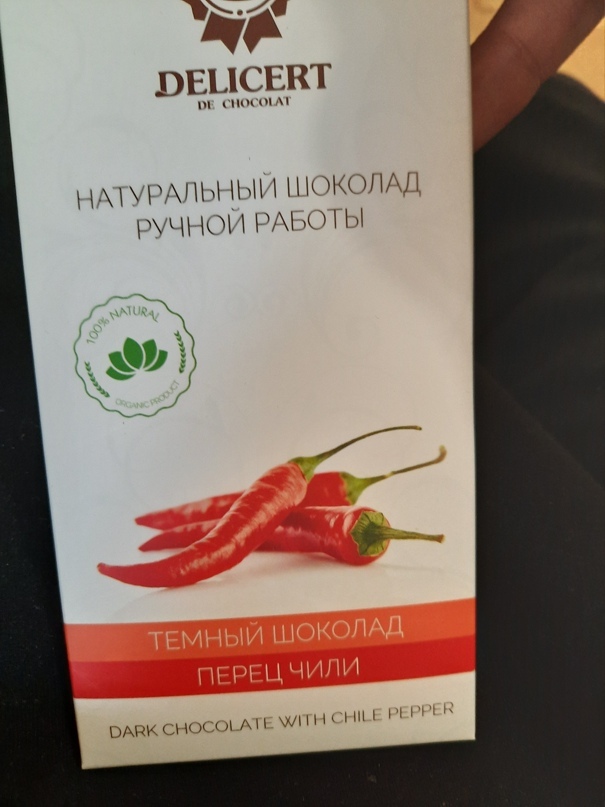 DELICERT
DE CHOCOLAT
НАТУРАЛЬНЫЙ ШОКОЛАД
РУЧНОЙ РАБОТЫ
100% NATURAL
ORGANIC PRODUCT
ТЕМНЫЙ ШОКОЛАД
ПЕРЕЦ ЧИЛИ
DARK CHOCOLATE WITH CHILE PEPPER